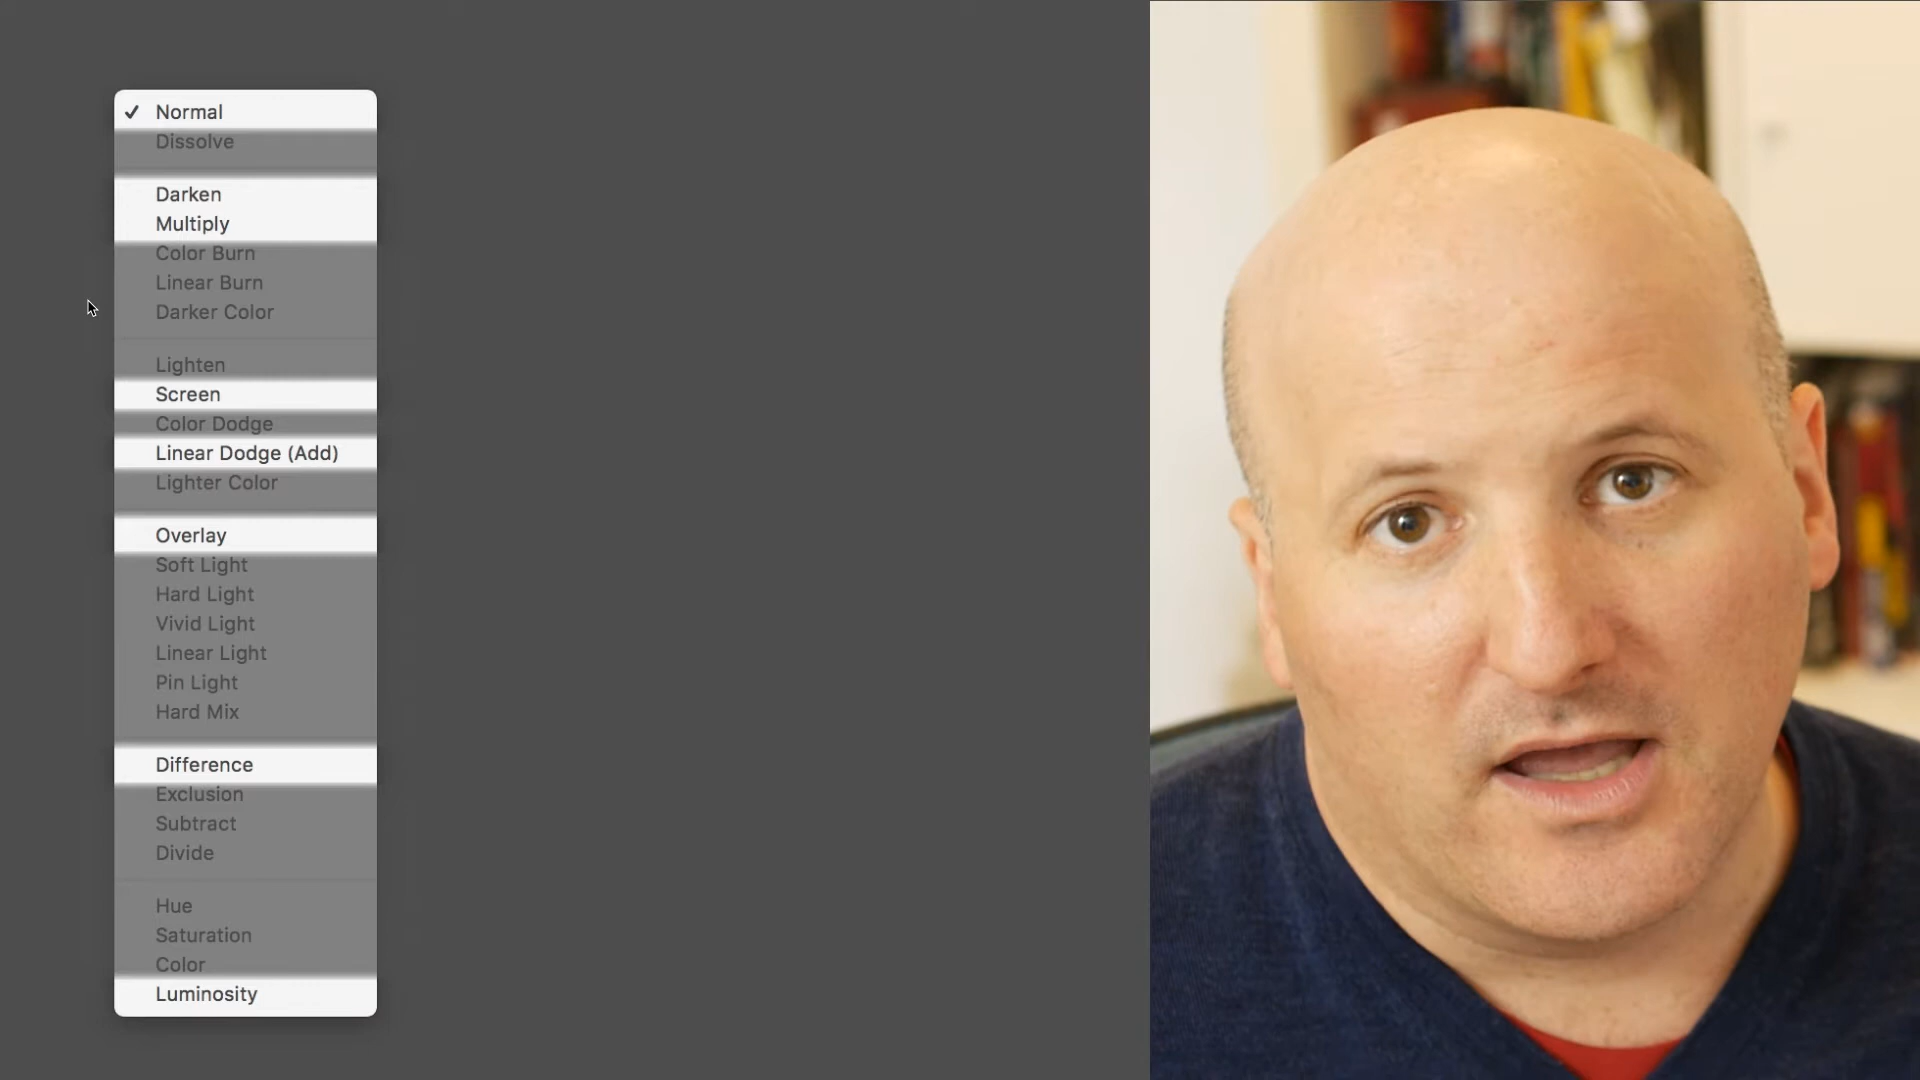 ✓ Normal
Dissolve
Darken
Multiply
Color Burn
Linear Burn
Darker Color
Lighten
Screen
Color Dodge
Linear Dodge (Add)
Lighter Color
Overlay
Soft Light
Hard Light
Vivid Light
Linear Light
Pin Light
Hard Mix
Difference
Exclusion
Subtract
Divide
Hue
Saturation
Color
Luminosity